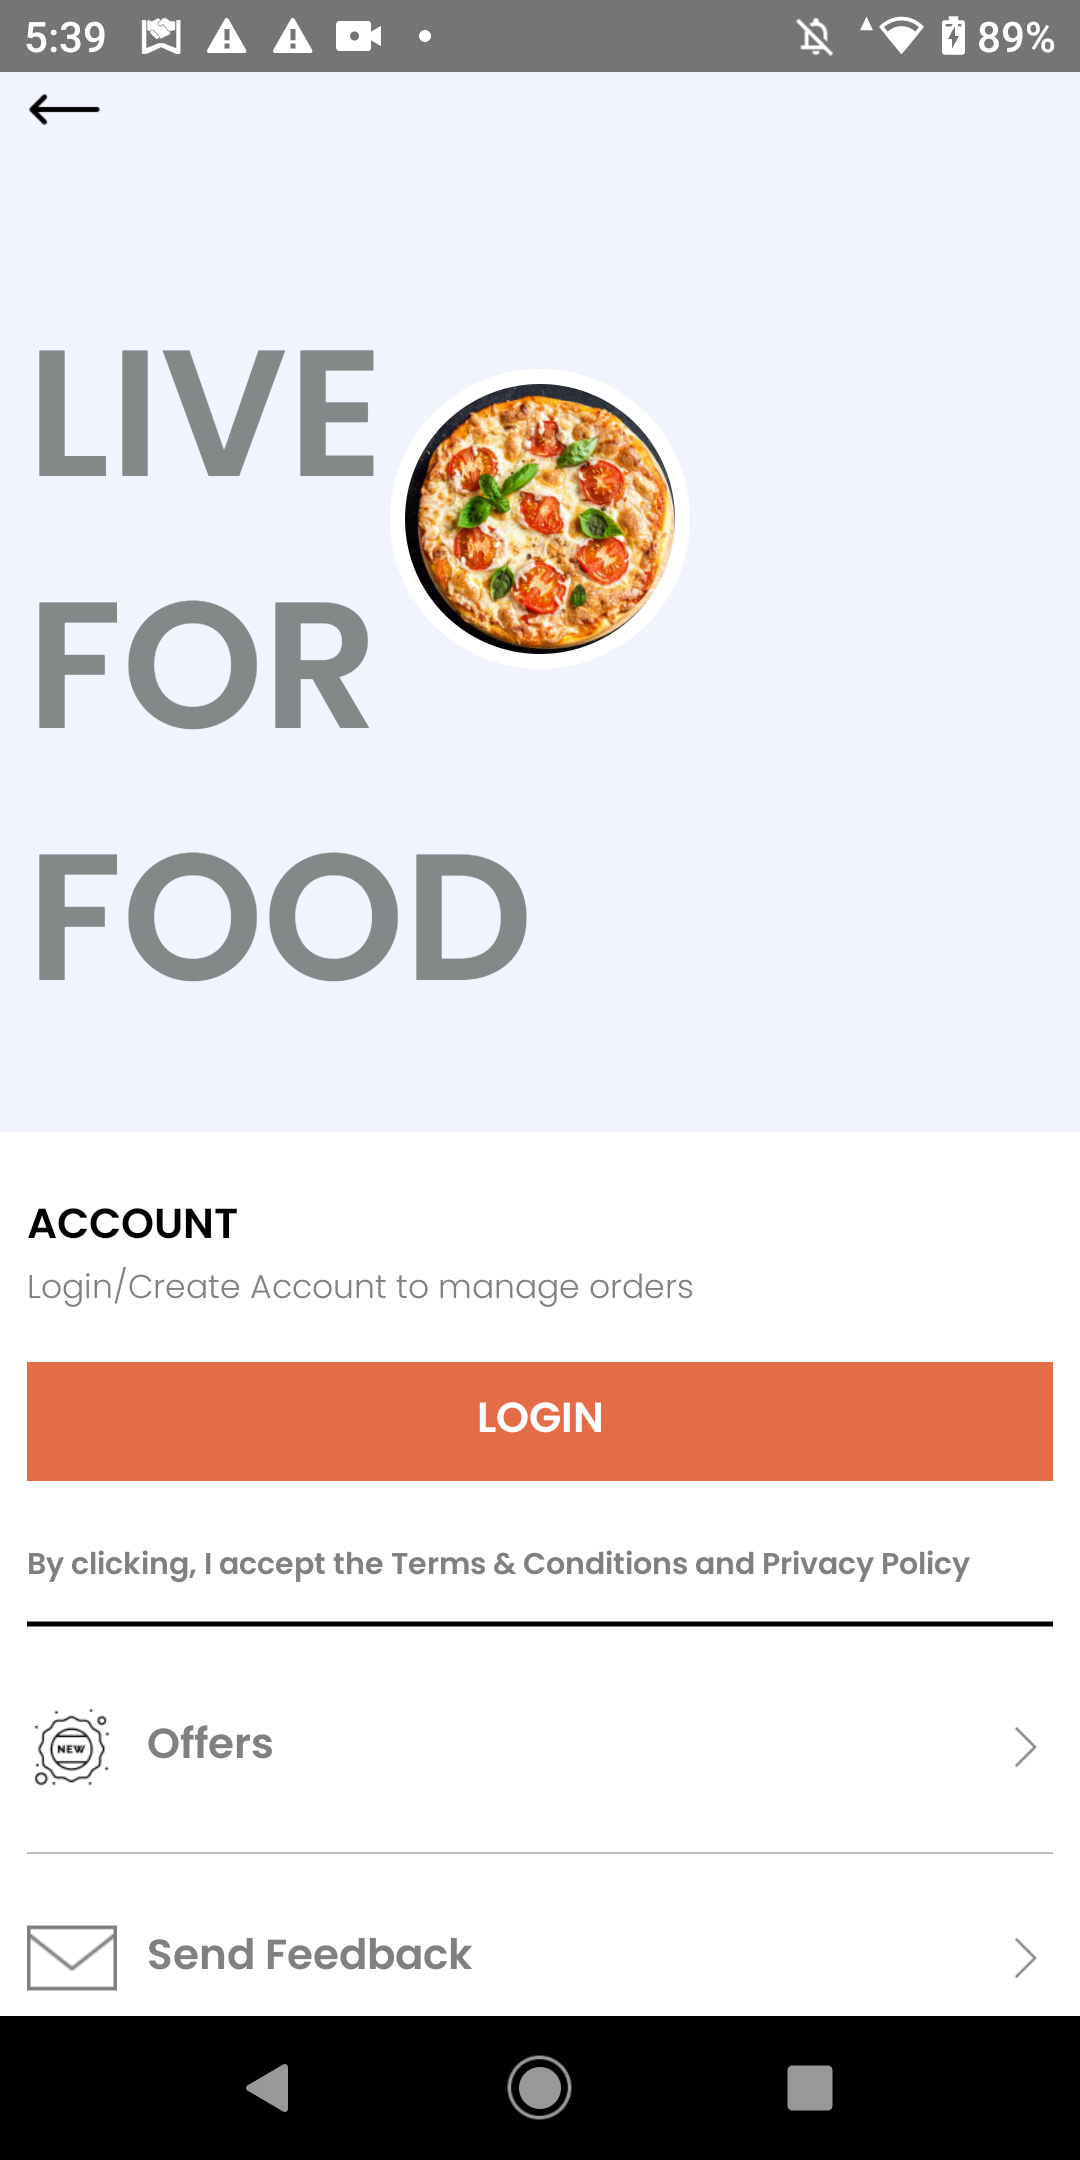 5:39
89%
LIVE
FOR
FOOD
ACCOUNT
Login/Create Account to manage orders
LOGIN
By clicking, I accept the Terms & Conditions and Privacy Policy
NEW
Offers
Send Feedback